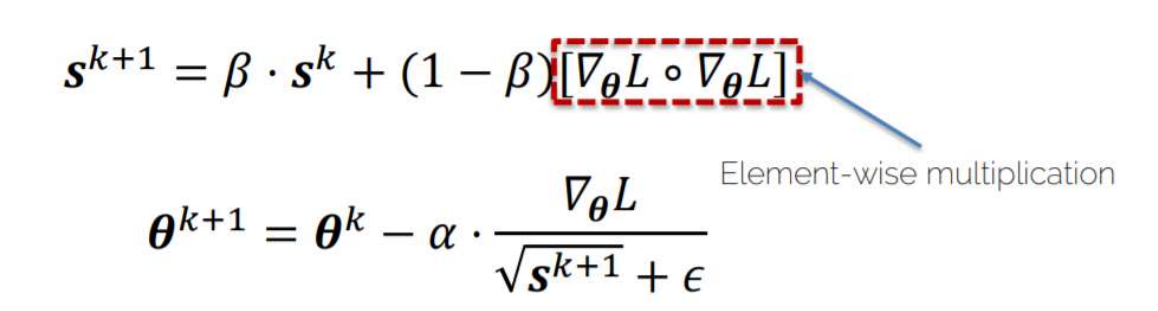 𝒔^{k+1} = β · 𝒔^k + (1 − β)[∇_𝜽L ∘ ∇_𝜽L]
Element-wise multiplication
𝜽^{k+1} = 𝜽^k − α · ∇_𝜽L / (√(𝒔^{k+1}) + ϵ)